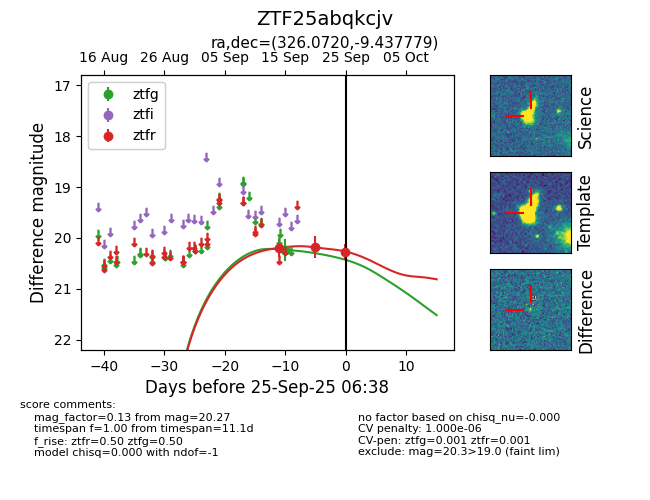 ZTF25abqkcjv
ra,dec=(326.0720,-9.437779)
16 Aug 26 Aug 05 Sep 15 Sep 25 Sep 05 Oct
17
18
19
20
21
22
Difference magnitude
ztfg
ztfi
ztfr
−40 −30 −20 −10 0 10
Days before 25-Sep-25 06:38
Science
Template
Difference
score comments:
mag_factor=0.13 from mag=20.27
timespan f=1.00 from timespan=11.1d
f_rise: ztfr=0.50 ztfg=0.50
model chisq=0.000 with ndof=-1
no factor based on chisq_nu=-0.000
CV penalty: 1.000e-06
CV-pen: ztfg=0.001 ztfr=0.001
exclude: mag=20.3>19.0 (faint lim)